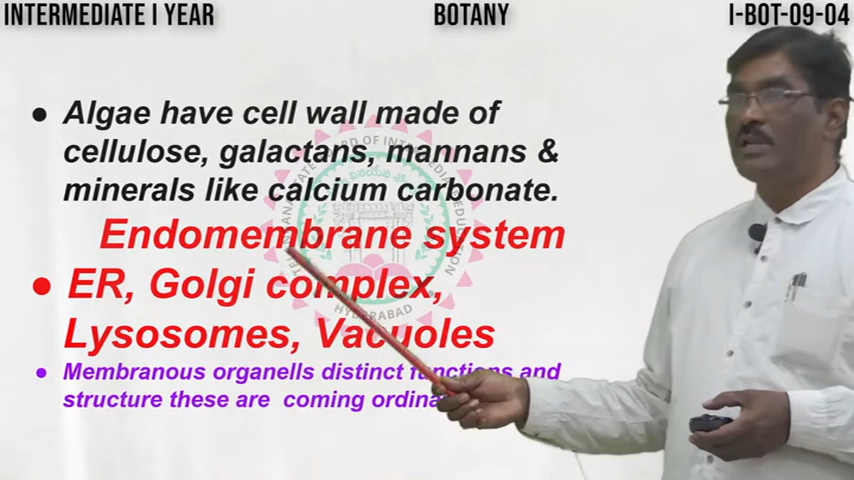 INTERMEDIATE I YEAR BOTANY I-BOT-09-04
● Algae have cell wall made of
cellulose, galactans, mannans &
minerals like calcium carbonate.
Endomembrane system
● ER, Golgi complex,
Lysosomes, Vacuoles
● Membranous organells distinct functions and
structure these are coming
HYDERABAD